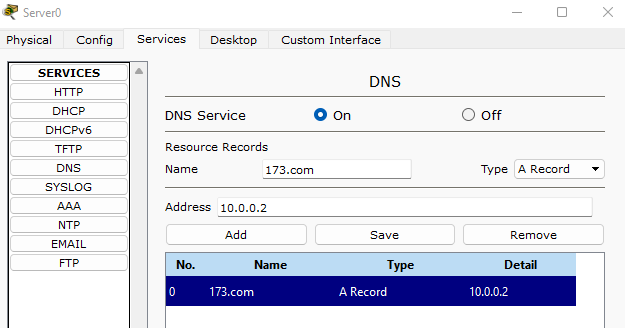 Server0
Physical Config Services Desktop Custom Interface
SERVICES
HTTP
DHCP
DHCPv6
TFTP
DNS
SYSLOG
AAA
NTP
EMAIL
FTP
DNS
DNS Service On Off
Resource Records
Name 173.com Type A Record
Address 10.0.0.2
Add Save Remove
No. Name Type Detail
0 173.com A Record 10.0.0.2